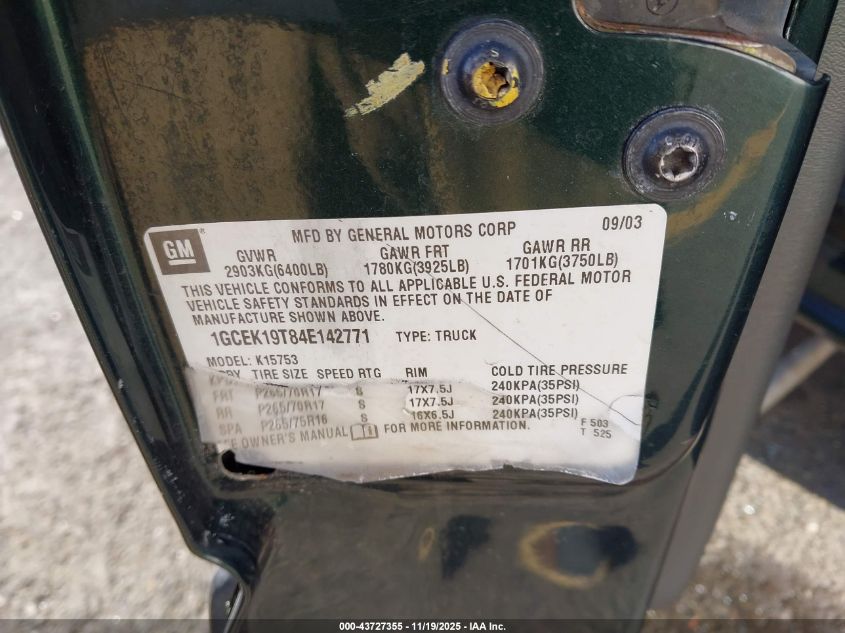 S
GM
MFD BY GENERAL MOTORS CORP 09/03
GVWR GAWR FRT GAWR RR
2903KG(6400LB) 1780KG(3925LB) 1701KG(3750LB)
THIS VEHICLE CONFORMS TO ALL APPLICABLE U.S. FEDERAL MOTOR
VEHICLE SAFETY STANDARDS IN EFFECT ON THE DATE OF
MANUFACTURE SHOWN ABOVE.
1GCEK19T84E142771 TYPE: TRUCK
MODEL: K15753
TIRE SIZE SPEED RTG RIM COLD TIRE PRESSURE
FRT P265/70R17 S 17X7.5J 240KPA(35PSI)
RR P265/70R17 S 17X7.5J 240KPA(35PSI)
SPA P265/75R16 S 16X6.5J 240KPA(35PSI)
OWNER'S MANUAL FOR MORE INFORMATION.
F 503
T 525
000-43727355 - 11/19/2025 - IAA Inc.